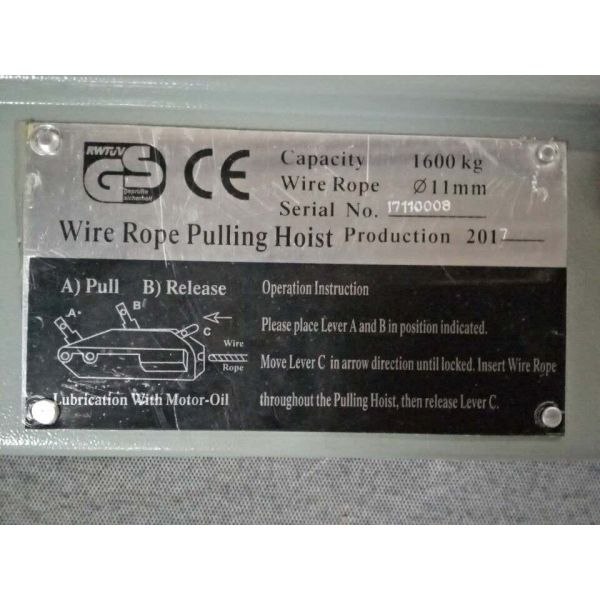 RWTÜV
GS
geprüfte
Sicherheit
CE
Capacity 1600 kg
Wire Rope Ø11mm
Serial No. 17110008
Wire Rope Pulling Hoist Production 2017
A) Pull B) Release
A
B
C
Wire
Rope
Lubrication With Motor-Oil
Operation Instruction
Please place Lever A and B in position indicated.
Move Lever C in arrow direction until locked. Insert Wire Rope
throughout the Pulling Hoist, then release Lever C.